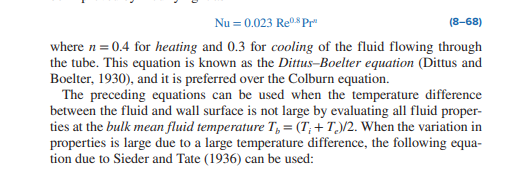 Nu = 0.023 Re⁰·⁸ Prⁿ (8–68)
where n = 0.4 for heating and 0.3 for cooling of the fluid flowing through
the tube. This equation is known as the Dittus–Boelter equation (Dittus and
Boelter, 1930), and it is preferred over the Colburn equation.
The preceding equations can be used when the temperature difference
between the fluid and wall surface is not large by evaluating all fluid proper-
ties at the bulk mean fluid temperature T_b = (T_i + T_e)/2. When the variation in
properties is large due to a large temperature difference, the following equa-
tion due to Sieder and Tate (1936) can be used: